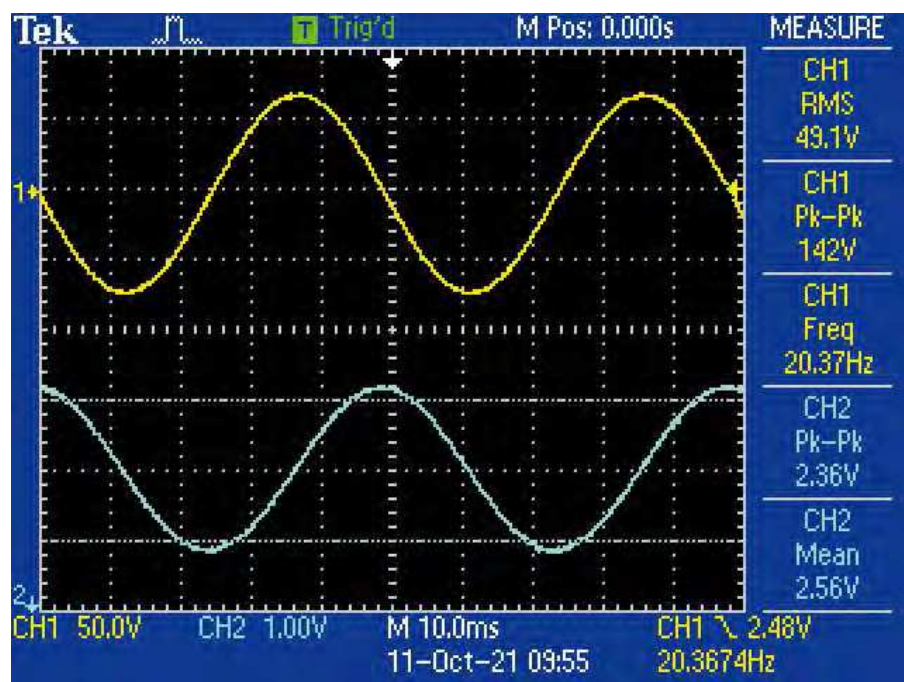 Tek T Trig'd M Pos: 0.000s MEASURE
CH1
RMS
49.1V
1
CH1
Pk-Pk
142V
CH1
Freq
20.37Hz
CH2
Pk-Pk
2.36V
CH2
Mean
2.56V
2
CH1 50.0V CH2 1.00V M 10.0ms CH1 \ 2.48V
11-Oct-21 09:55 20.3674Hz